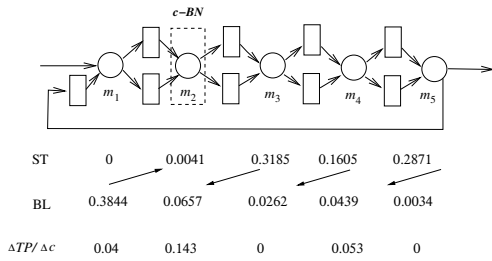 c-BN
m1 m2 m3 m4 m5
ST 0 0.0041 0.3185 0.1605 0.2871
BL 0.3844 0.0657 0.0262 0.0439 0.0034
ΔTP/Δc 0.04 0.143 0 0.053 0